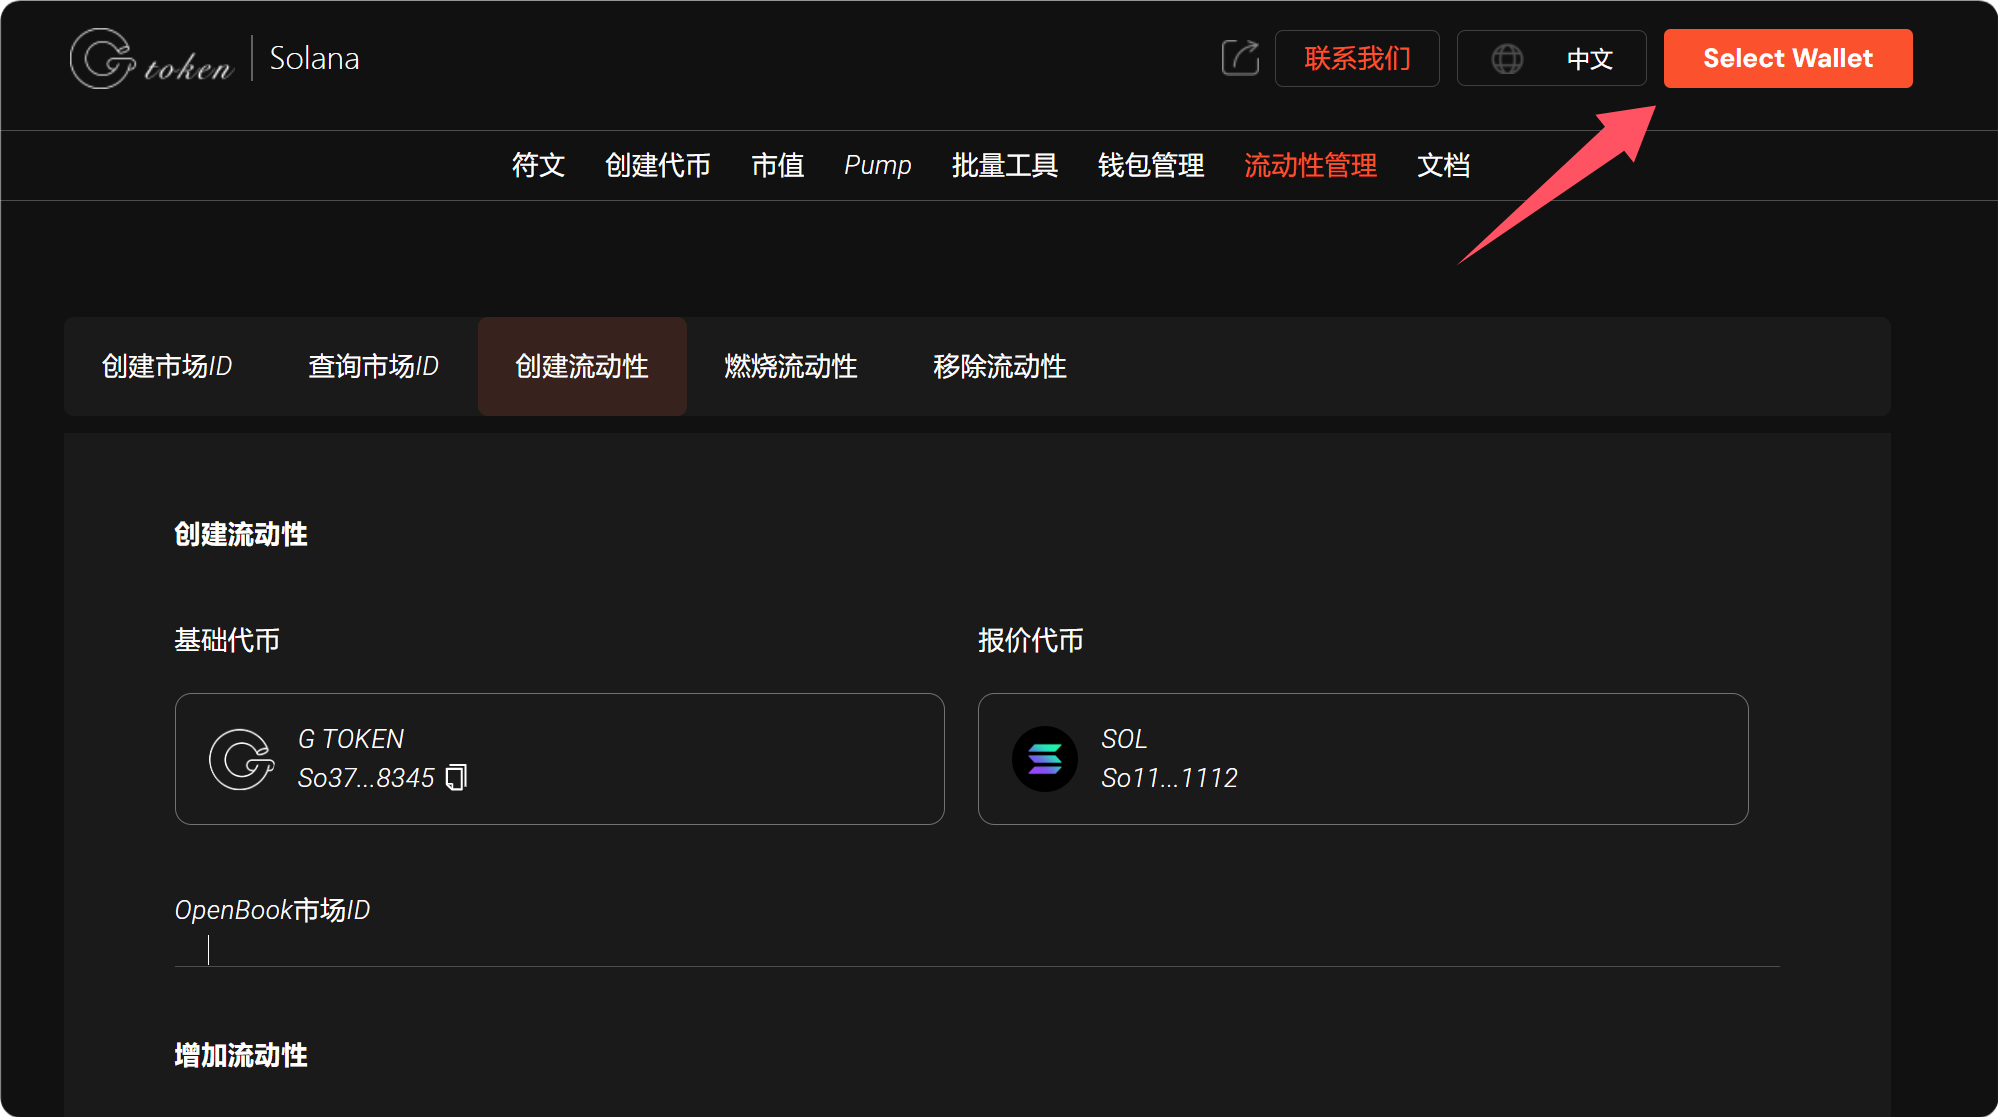 G token | Solana
联系我们
中文
Select Wallet
符文 创建代币 市值 Pump 批量工具 钱包管理 流动性管理 文档
创建市场ID 查询市场ID 创建流动性 燃烧流动性 移除流动性
创建流动性
基础代币
G TOKEN
So37...8345
报价代币
SOL
So11...1112
OpenBook市场ID
增加流动性